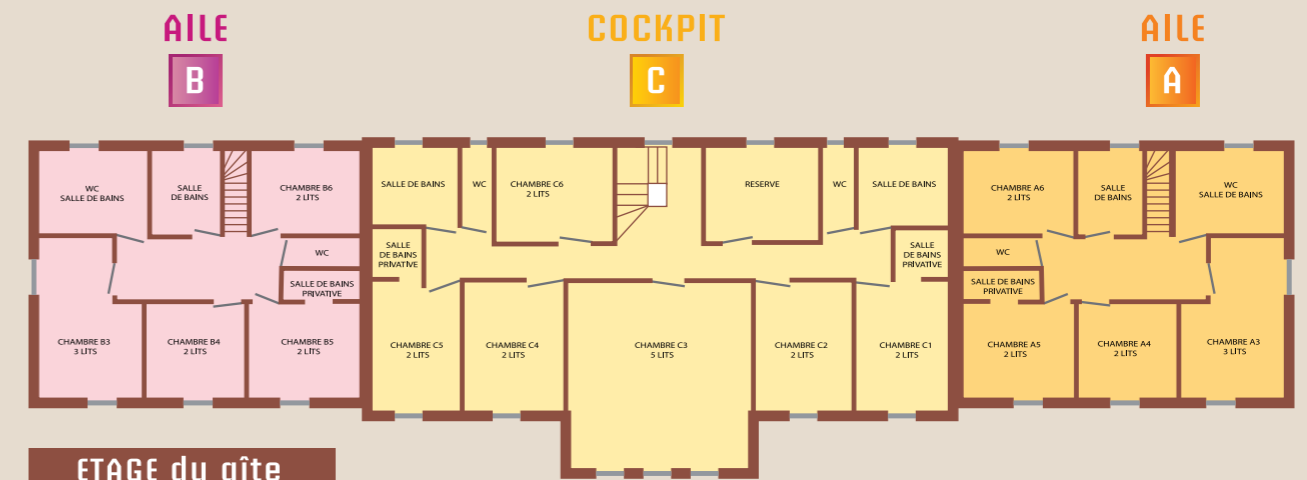 AILE
B
COCKPIT
C
AILE
A
WC
SALLE DE BAINS
SALLE
DE BAINS
CHAMBRE B6
2 LITS
WC
SALLE DE BAINS
PRIVATIVE
CHAMBRE B3
3 LITS
CHAMBRE B4
2 LITS
CHAMBRE B5
2 LITS
SALLE DE BAINS
WC
CHAMBRE C6
2 LITS
RESERVE
WC
SALLE DE BAINS
SALLE
DE BAINS
PRIVATIVE
SALLE
DE BAINS
PRIVATIVE
CHAMBRE C5
2 LITS
CHAMBRE C4
2 LITS
CHAMBRE C3
5 LITS
CHAMBRE C2
2 LITS
CHAMBRE C1
2 LITS
CHAMBRE A6
2 LITS
SALLE
DE BAINS
WC
SALLE DE BAINS
WC
SALLE DE BAINS
PRIVATIVE
CHAMBRE A5
2 LITS
CHAMBRE A4
2 LITS
CHAMBRE A3
3 LITS
ETAGE du gîte